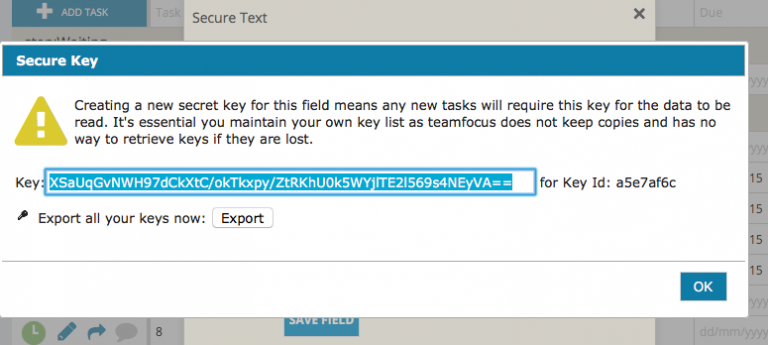 ADD TASK
Task
Secure Text
Due
Secure Key
Creating a new secret key for this field means any new tasks will require this key for the data to be
read. It's essential you maintain your own key list as teamfocus does not keep copies and has no
way to retrieve keys if they are lost.
Key: XSaUqGvNWH97dCkXtC/okTkxpy/ZtRKhU0k5WYjlTE2l569s4NEyVA== for Key Id: a5e7af6c
Export all your keys now: Export
15
15
15
OK
SAVE FIELD
8
dd/mm/yyyy